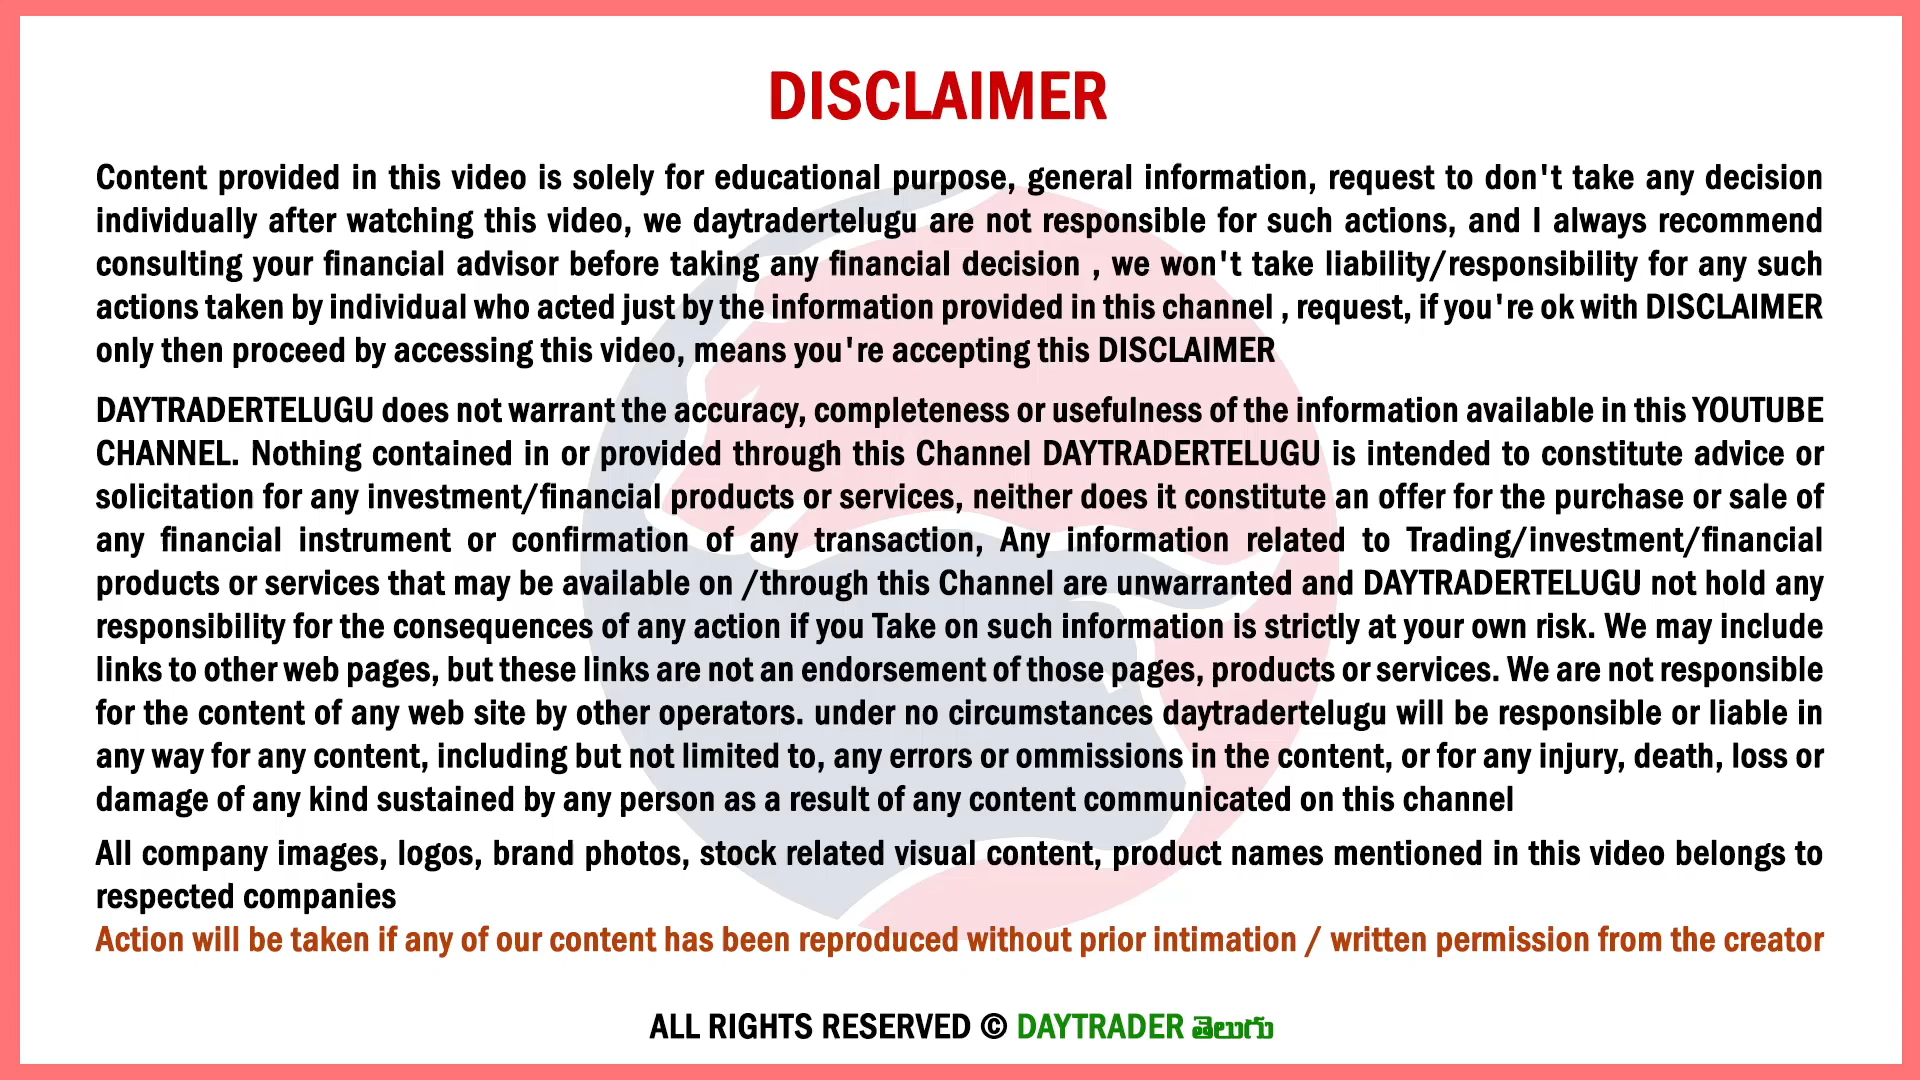 DISCLAIMER
Content provided in this video is solely for educational purpose, general information, request to don't take any decision
individually after watching this video, we daytradertelugu are not responsible for such actions, and I always recommend
consulting your financial advisor before taking any financial decision , we won't take liability/responsibility for any such
actions taken by individual who acted just by the information provided in this channel , request, if you're ok with DISCLAIMER
only then proceed by accessing this video, means you're accepting this DISCLAIMER
DAYTRADERTELUGU does not warrant the accuracy, completeness or usefulness of the information available in this YOUTUBE
CHANNEL. Nothing contained in or provided through this Channel DAYTRADERTELUGU is intended to constitute advice or
solicitation for any investment/financial products or services, neither does it constitute an offer for the purchase or sale of
any financial instrument or confirmation of any transaction, Any information related to Trading/investment/financial
products or services that may be available on /through this Channel are unwarranted and DAYTRADERTELUGU not hold any
responsibility for the consequences of any action if you Take on such information is strictly at your own risk. We may include
links to other web pages, but these links are not an endorsement of those pages, products or services. We are not responsible
for the content of any web site by other operators. under no circumstances daytradertelugu will be responsible or liable in
any way for any content, including but not limited to, any errors or ommissions in the content, or for any injury, death, loss or
damage of any kind sustained by any person as a result of any content communicated on this channel
All company images, logos, brand photos, stock related visual content, product names mentioned in this video belongs to
respected companies
Action will be taken if any of our content has been reproduced without prior intimation / written permission from the creator
ALL RIGHTS RESERVED © DAYTRADER తెలుగు